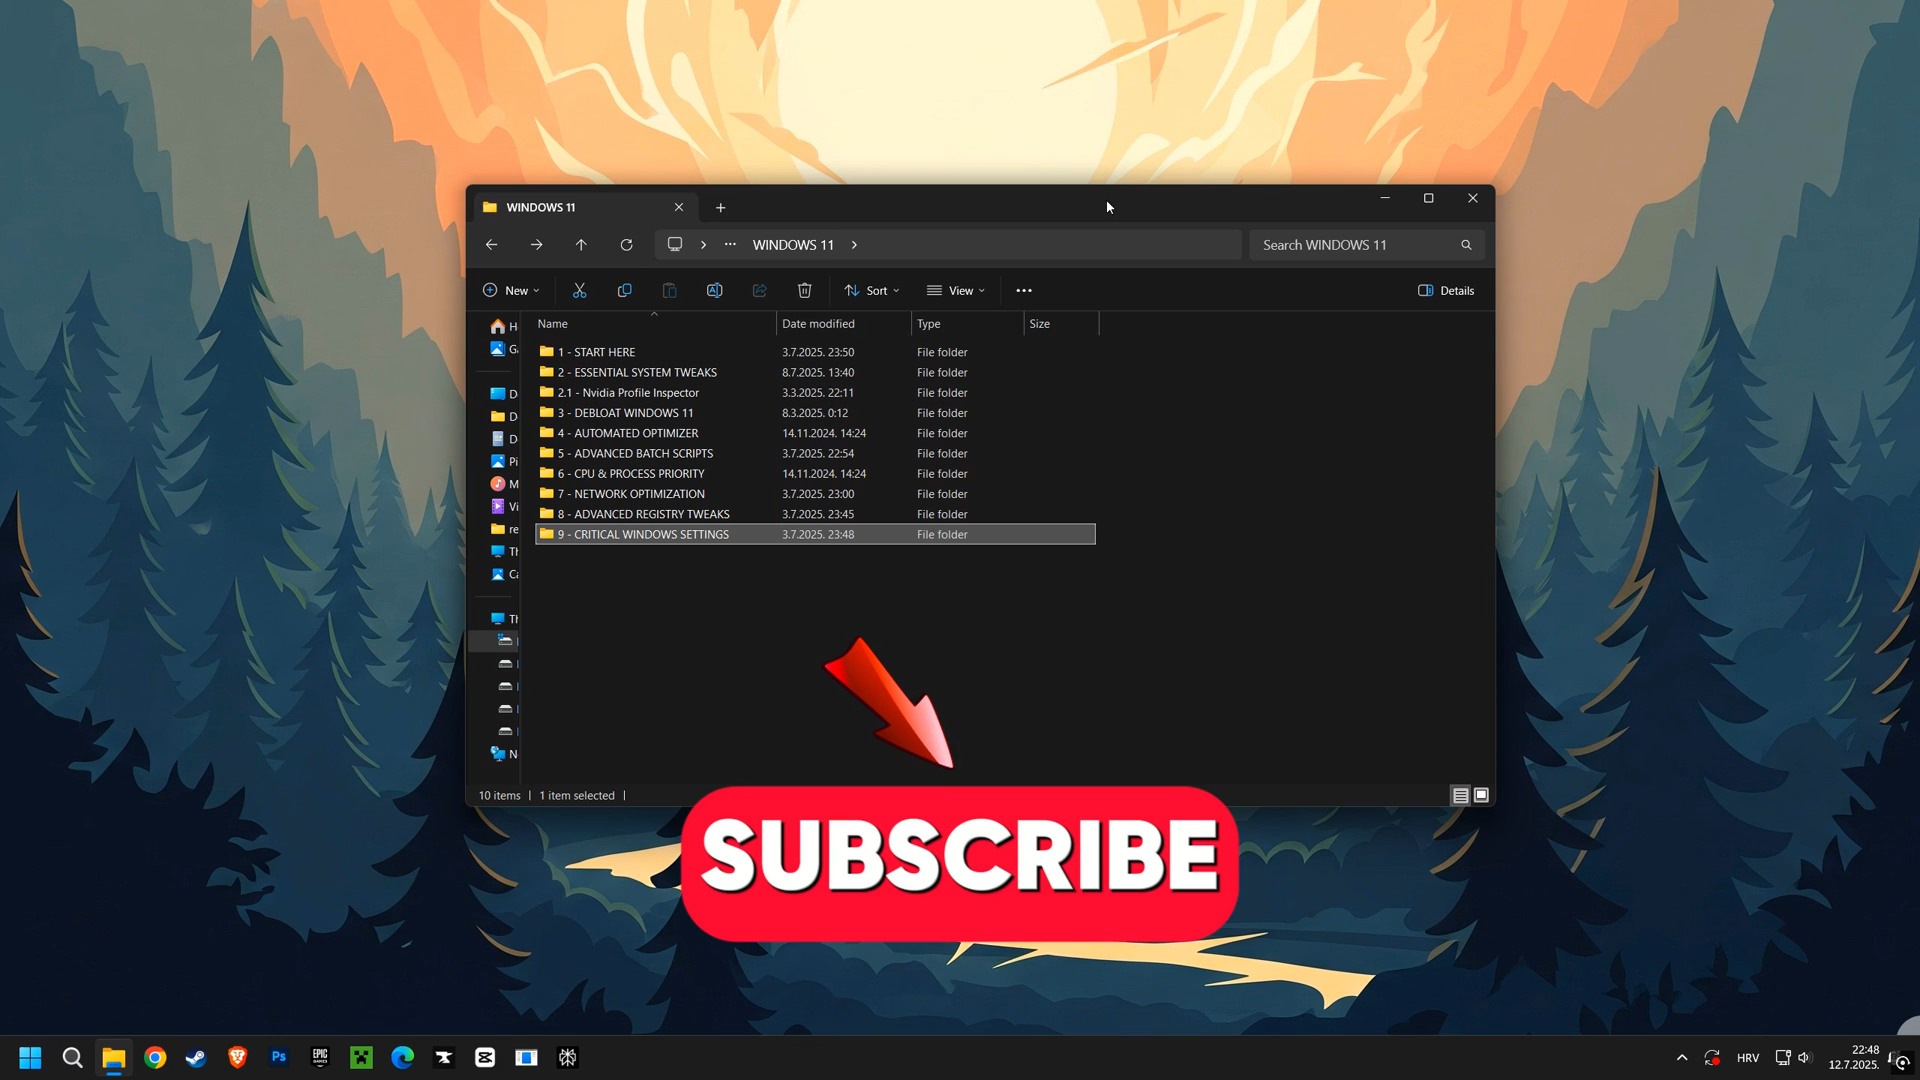 WINDOWS 11
WINDOWS 11
Search WINDOWS 11
New
Sort
View
Details
Name
Date modified
Type
Size
1 - START HERE 3.7.2025. 23:50 File folder
2 - ESSENTIAL SYSTEM TWEAKS 8.7.2025. 13:40 File folder
2.1 - Nvidia Profile Inspector 3.3.2025. 22:11 File folder
3 - DEBLOAT WINDOWS 11 8.3.2025. 0:12 File folder
4 - AUTOMATED OPTIMIZER 14.11.2024. 14:24 File folder
5 - ADVANCED BATCH SCRIPTS 3.7.2025. 22:54 File folder
6 - CPU & PROCESS PRIORITY 14.11.2024. 14:24 File folder
7 - NETWORK OPTIMIZATION 3.7.2025. 23:00 File folder
8 - ADVANCED REGISTRY TWEAKS 3.7.2025. 23:45 File folder
9 - CRITICAL WINDOWS SETTINGS 3.7.2025. 23:48 File folder
10 items
1 item selected
SUBSCRIBE
Ps
EPIC
GAMES
HRV
22:48
12.7.2025.